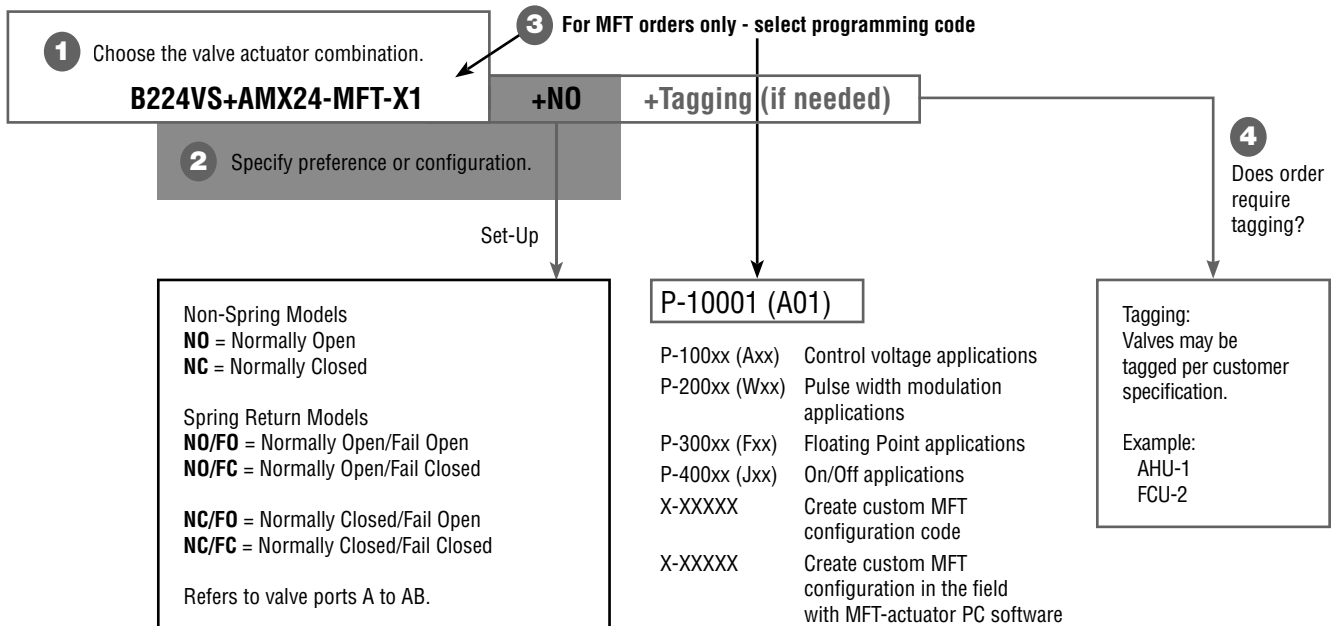 3 For MFT orders only - select programming code
1 Choose the valve actuator combination.
B224VS+AMX24-MFT-X1 +NO +Tagging (if needed)
2 Specify preference or configuration.
4
Does order
require
tagging?
Set-Up
Non-Spring Models
NO = Normally Open
NC = Normally Closed
Spring Return Models
NO/FO = Normally Open/Fail Open
NO/FC = Normally Open/Fail Closed
NC/FO = Normally Closed/Fail Open
NC/FC = Normally Closed/Fail Closed
Refers to valve ports A to AB.
P-10001 (A01)
P-100xx (Axx) Control voltage applications
P-200xx (Wxx) Pulse width modulation
applications
P-300xx (Fxx) Floating Point applications
P-400xx (Jxx) On/Off applications
X-XXXXX Create custom MFT
configuration code
X-XXXXX Create custom MFT
configuration in the field
with MFT-actuator PC software
Tagging:
Valves may be
tagged per customer
specification.
Example:
AHU-1
FCU-2